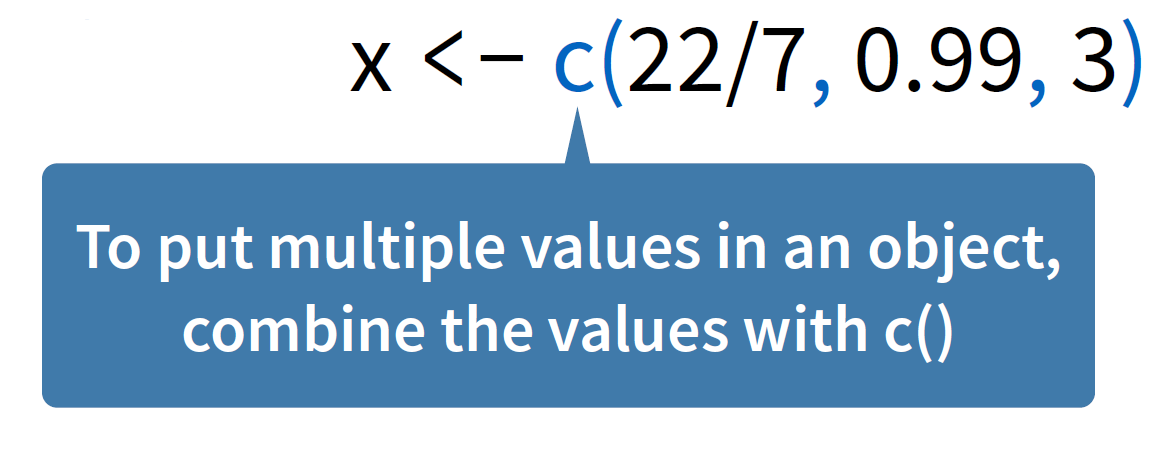 x <− c(22/7, 0.99, 3)
To put multiple values in an object,
combine the values with c()